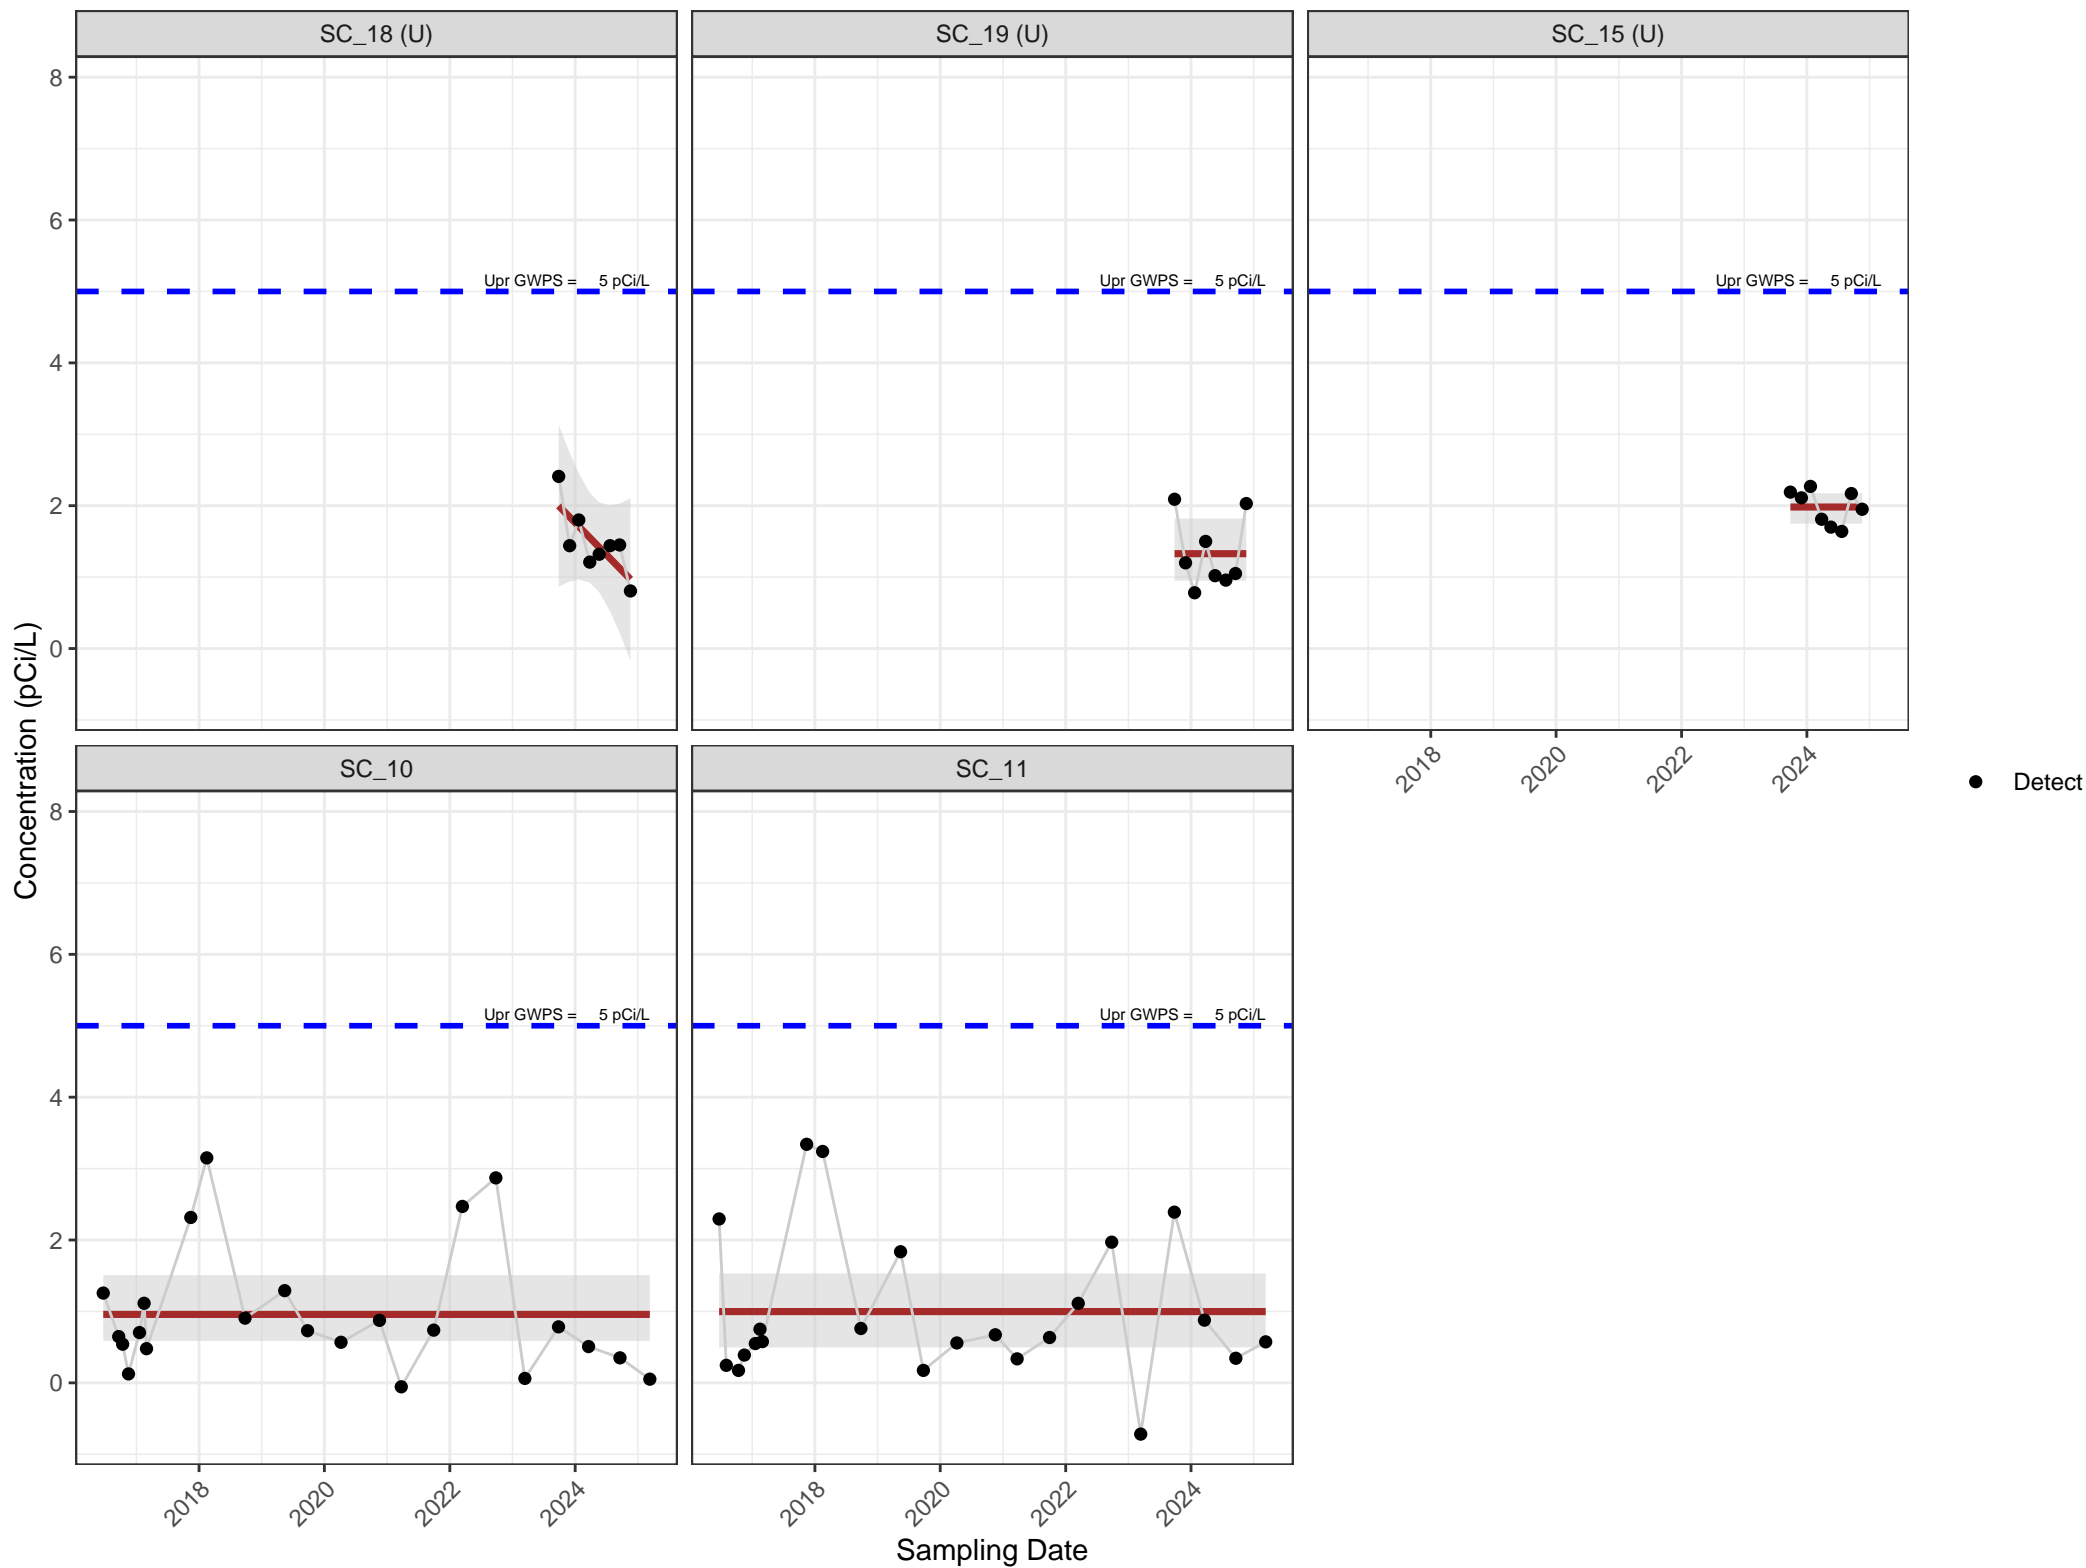 SC_18 (U)
SC_19 (U)
SC_15 (U)
8
6
4
2
0
Upr GWPS = 5 pCi/L
Upr GWPS = 5 pCi/L
Upr GWPS = 5 pCi/L
2018
2020
2022
2024
Concentration (pCi/L)
Detect
SC_10
SC_11
8
6
4
2
0
Upr GWPS = 5 pCi/L
Upr GWPS = 5 pCi/L
2018
2020
2022
2024
2018
2020
2022
2024
Sampling Date